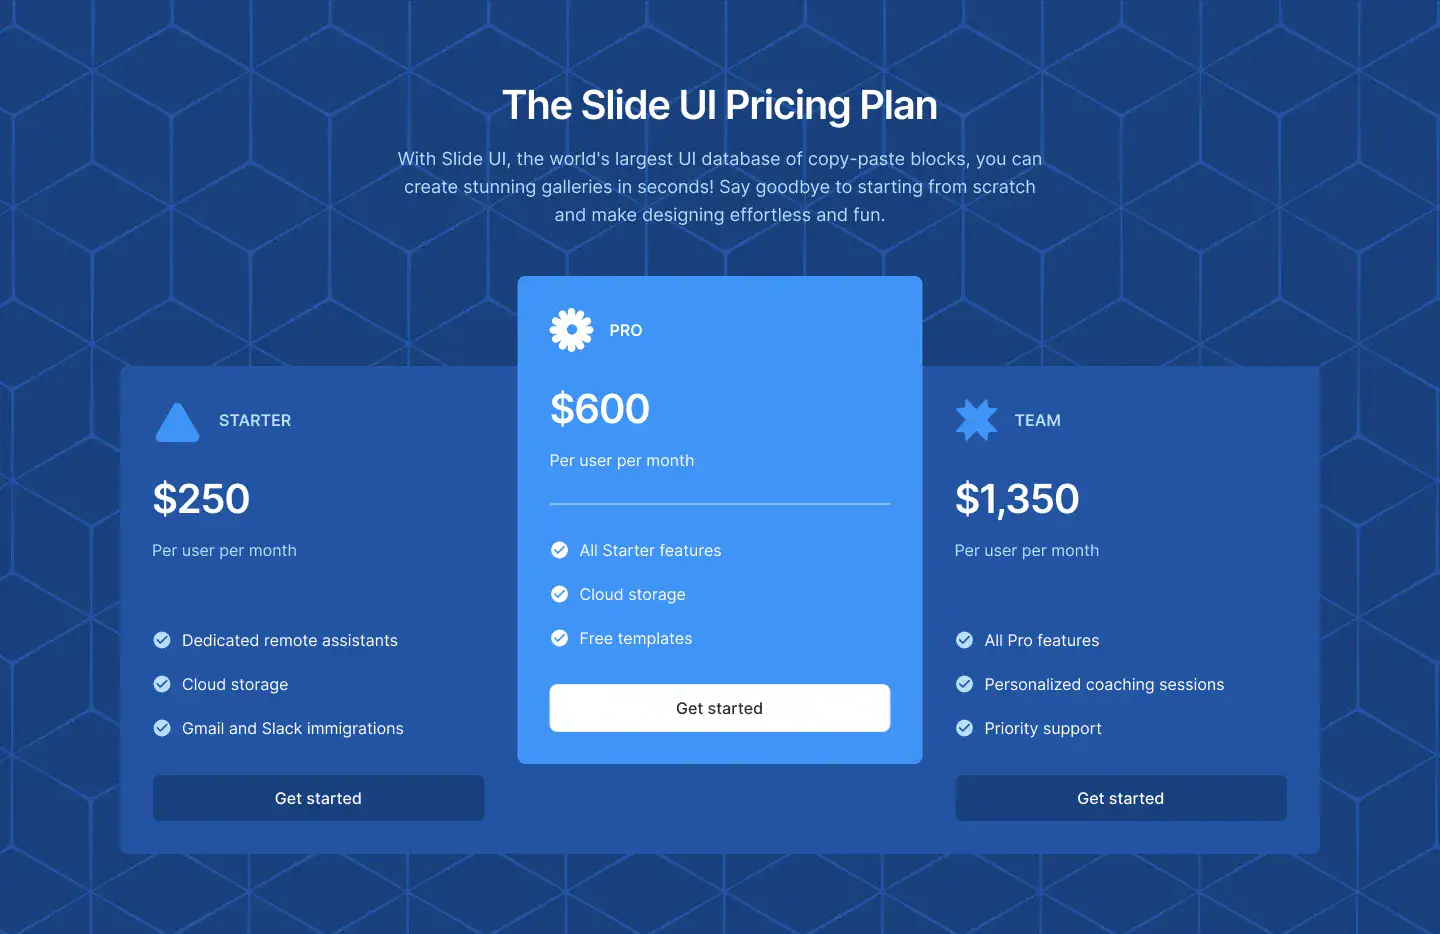 The Slide UI Pricing Plan
With Slide UI, the world's largest UI database of copy-paste blocks, you can
create stunning galleries in seconds! Say goodbye to starting from scratch
and make designing effortless and fun.
STARTER
$250
Per user per month
Dedicated remote assistants
Cloud storage
Gmail and Slack immigrations
Get started
PRO
$600
Per user per month
All Starter features
Cloud storage
Free templates
Get started
TEAM
$1,350
Per user per month
All Pro features
Personalized coaching sessions
Priority support
Get started